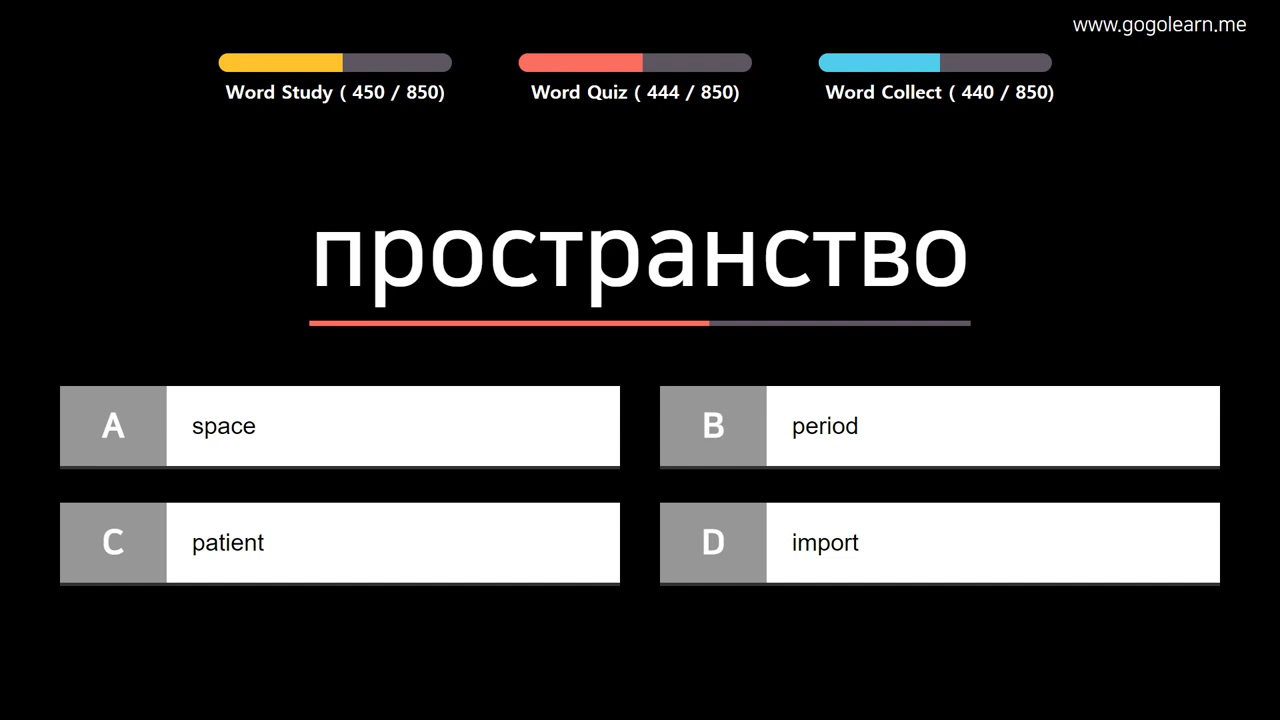 www.gogolearn.me
Word Study ( 450 / 850)
Word Quiz ( 444 / 850)
Word Collect ( 440 / 850)
пространство
A space
B period
C patient
D import